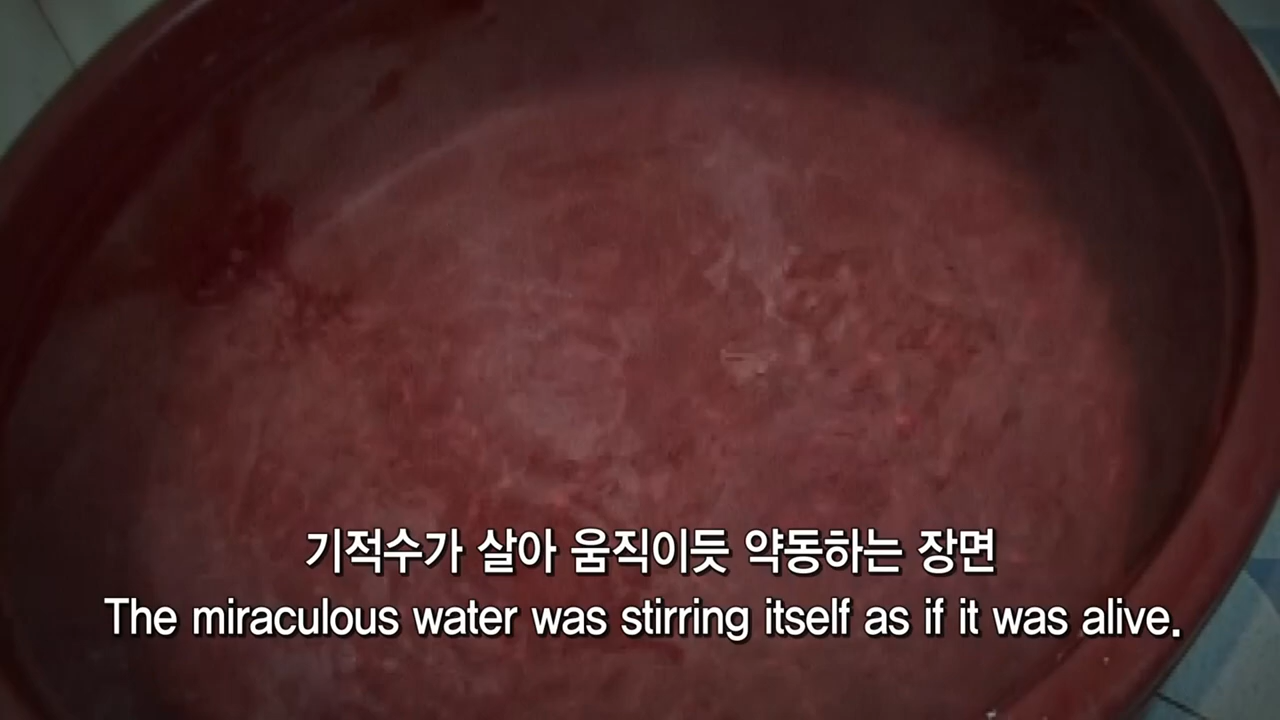 기적수가 살아 움직이듯 약동하는 장면
The miraculous water was stirring itself as if it was alive.